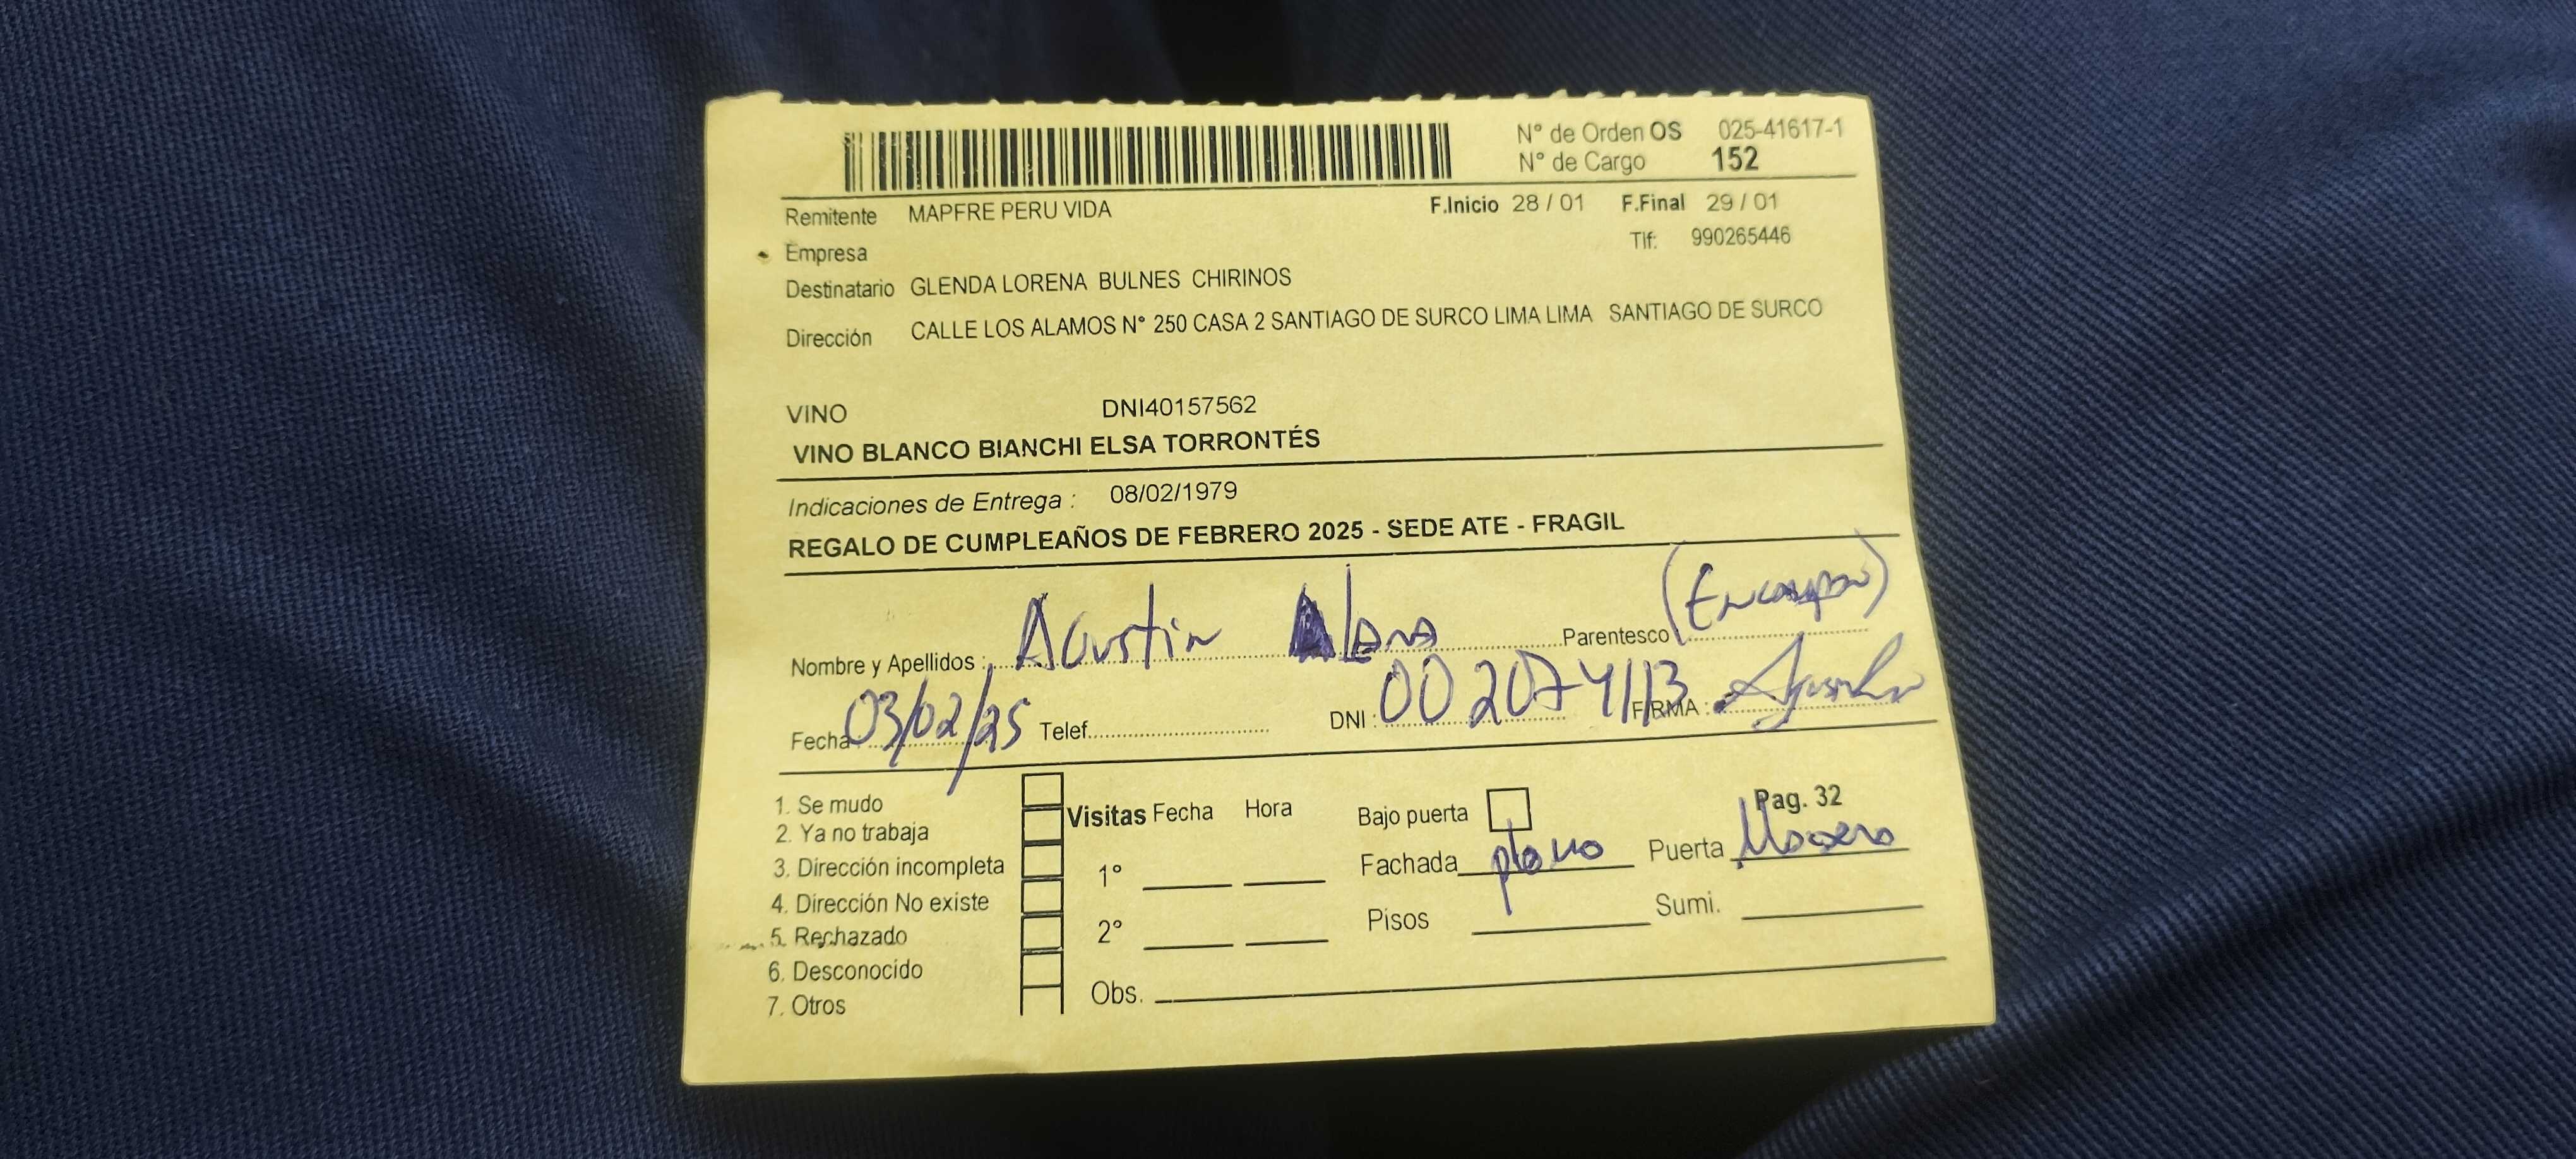 N° de Orden OS 025-41617-1
N° de Cargo 152
Remitente MAPFRE PERU VIDA F.Inicio 28 / 01 F.Final 29 / 01
Empresa Tlf: 990265446
Destinatario GLENDA LORENA BULNES CHIRINOS
Dirección CALLE LOS ALAMOS N° 250 CASA 2 SANTIAGO DE SURCO LIMA LIMA SANTIAGO DE SURCO
VINO DNI40157562
VINO BLANCO BIANCHI ELSA TORRONTÉS
Indicaciones de Entrega : 08/02/1979
REGALO DE CUMPLEAÑOS DE FEBRERO 2025 - SEDE ATE - FRAGIL
Nombre y Apellidos : Agustin Parentesco
Fecha 03/02/25 Telef. DNI : 002074113 FIRMA :
1. Se mudo
2. Ya no trabaja
3. Dirección incompleta
4. Dirección No existe
5. Rechazado
6. Desconocido
7. Otros
Visitas Fecha Hora
1°
2°
Obs.
Bajo puerta Pag. 32
Fachada Puerta
Pisos Sumi.